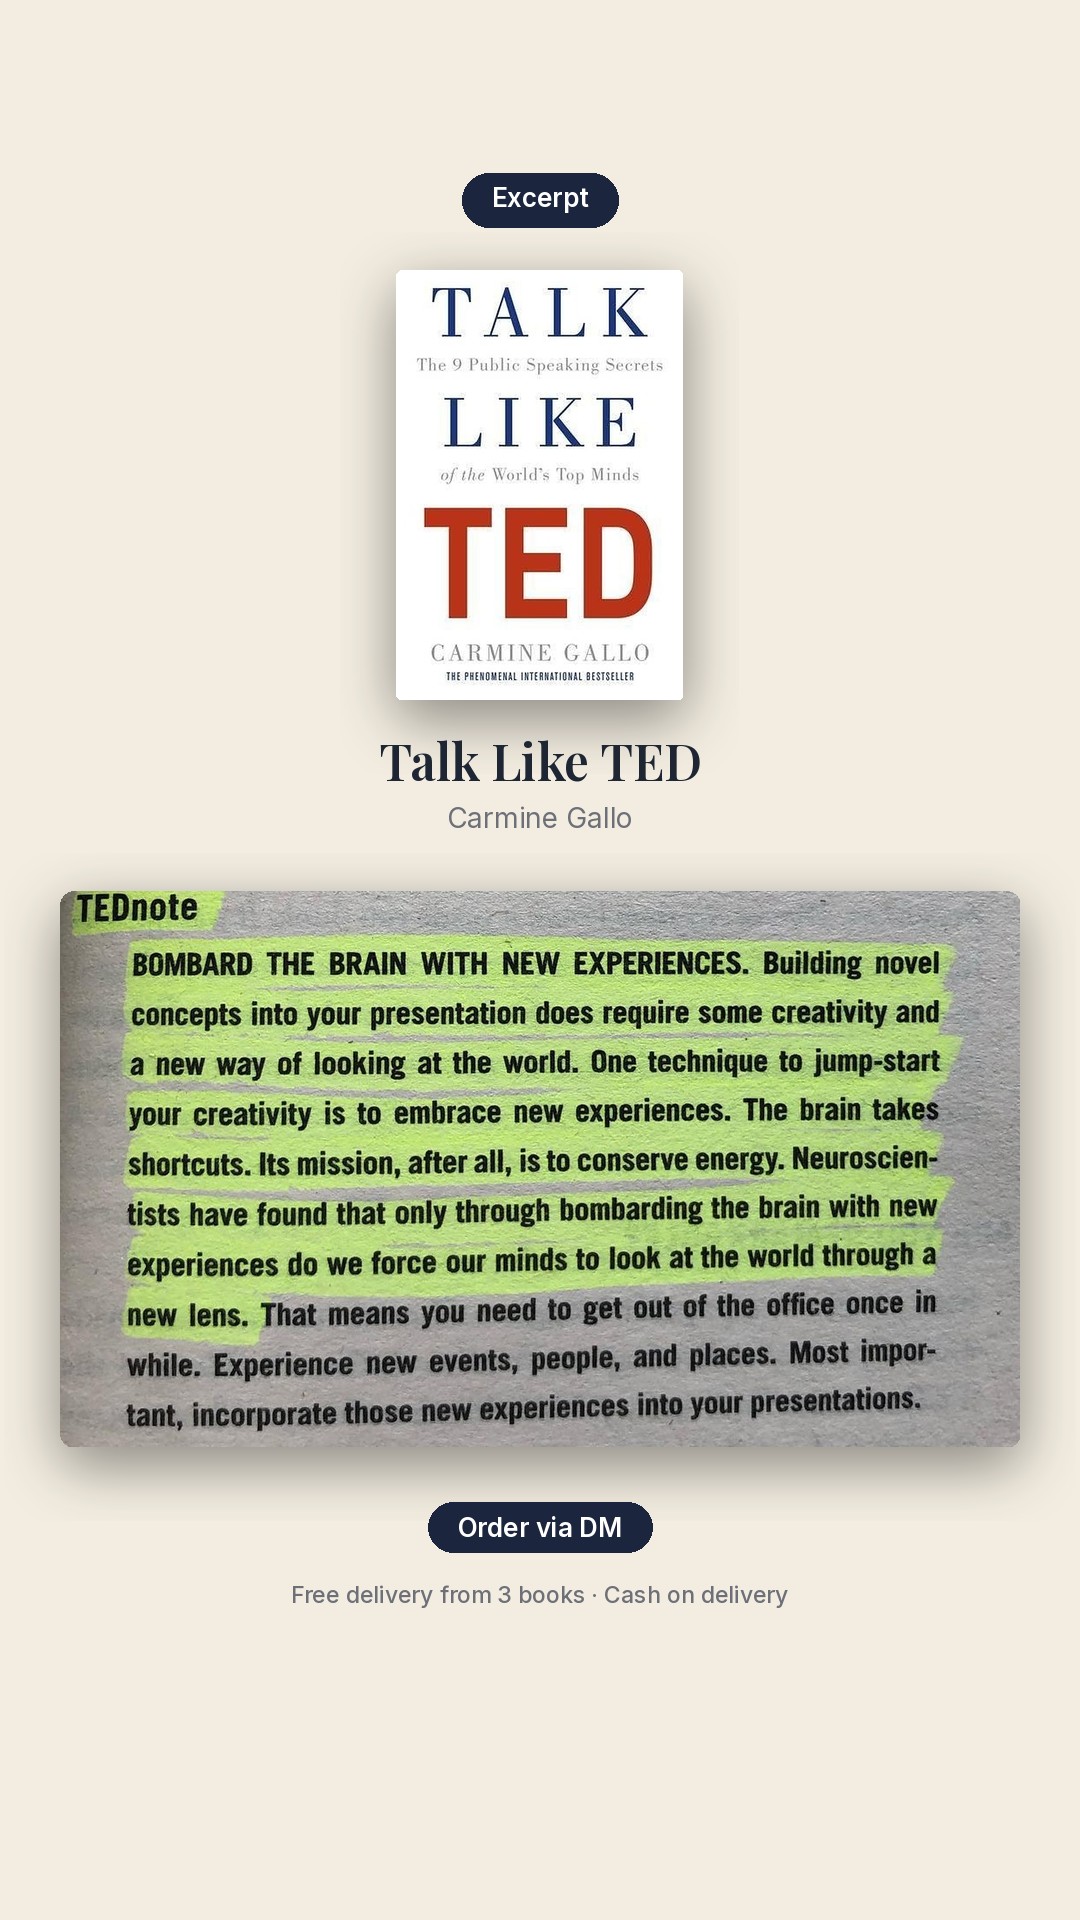 Excerpt
TALK
The 9 Public Speaking Secrets
LIKE
of the World's Top Minds
TED
CARMINE GALLO
THE PHENOMENAL INTERNATIONAL BESTSELLER
Talk Like TED
Carmine Gallo
TEDnote
BOMBARD THE BRAIN WITH NEW EXPERIENCES. Building novel
concepts into your presentation does require some creativity and
a new way of looking at the world. One technique to jump-start
your creativity is to embrace new experiences. The brain takes
shortcuts. Its mission, after all, is to conserve energy. Neuroscien-
tists have found that only through bombarding the brain with new
experiences do we force our minds to look at the world through a
new lens. That means you need to get out of the office once in
while. Experience new events, people, and places. Most impor-
tant, incorporate those new experiences into your presentations.
Order via DM
Free delivery from 3 books · Cash on delivery